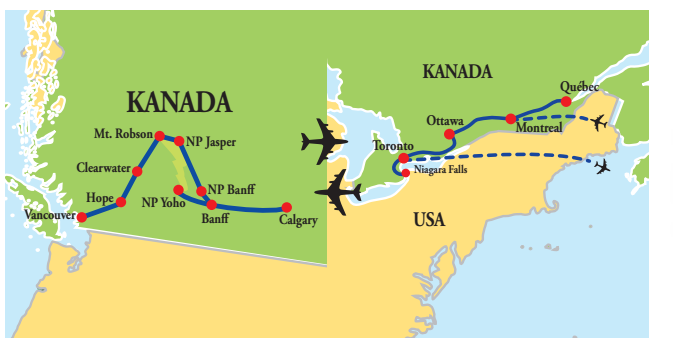 KANADA
Mt. Robson
NP Jasper
Clearwater
Hope
NP Yoho
NP Banff
Vancouver
Banff
Calgary
KANADA
Québec
Ottawa
Montreal
Toronto
Niagara Falls
USA